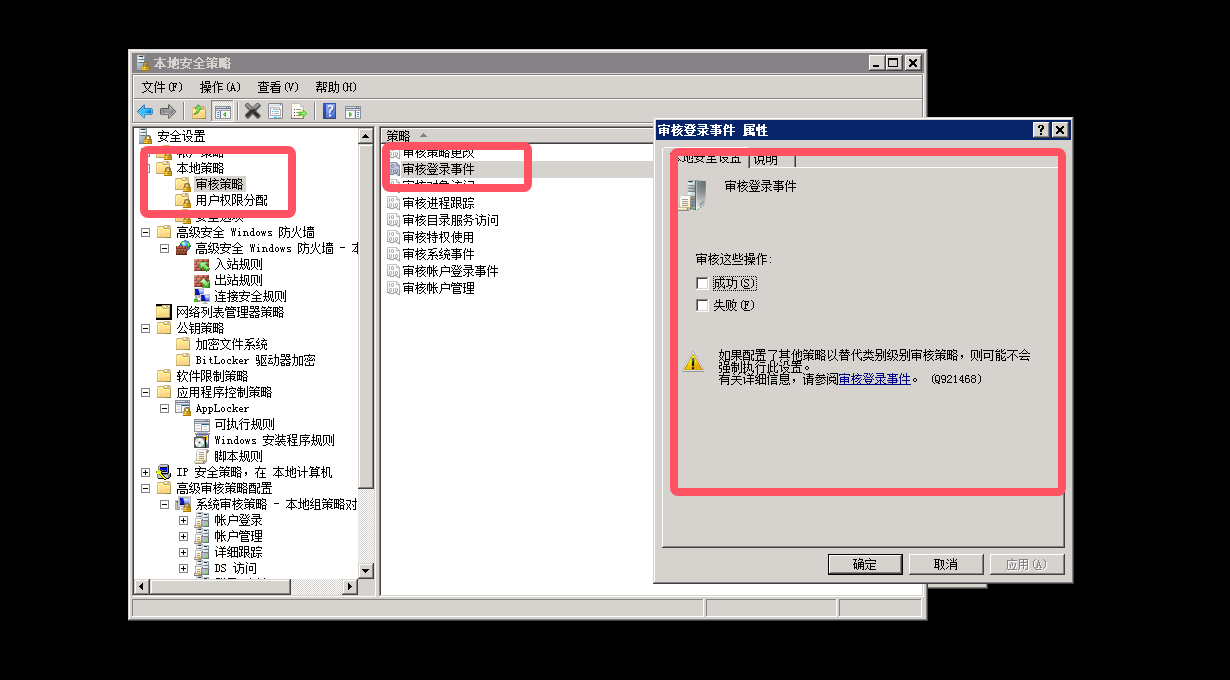 本地安全策略
文件(F) 操作(A) 查看(V) 帮助(H)
安全设置
帐户策略
本地策略
审核策略
用户权限分配
安全选项
高级安全 Windows 防火墙
高级安全 Windows 防火墙 - 本
入站规则
出站规则
连接安全规则
网络列表管理器策略
公钥策略
加密文件系统
BitLocker 驱动器加密
软件限制策略
应用程序控制策略
AppLocker
可执行规则
Windows 安装程序规则
脚本规则
IP 安全策略，在 本地计算机
高级审核策略配置
系统审核策略 - 本地组策略对
帐户登录
帐户管理
详细跟踪
DS 访问
策略
审核策略更改
审核登录事件
审核对象访问
审核进程跟踪
审核目录服务访问
审核特权使用
审核系统事件
审核帐户登录事件
审核帐户管理
审核登录事件 属性
本地安全设置 说明
审核登录事件
审核这些操作:
成功(S)
失败(F)
如果配置了其他策略以替代类别级别审核策略，则可能不会
强制执行此设置。
有关详细信息，请参阅审核登录事件。 (Q921468)
确定 取消 应用(A)